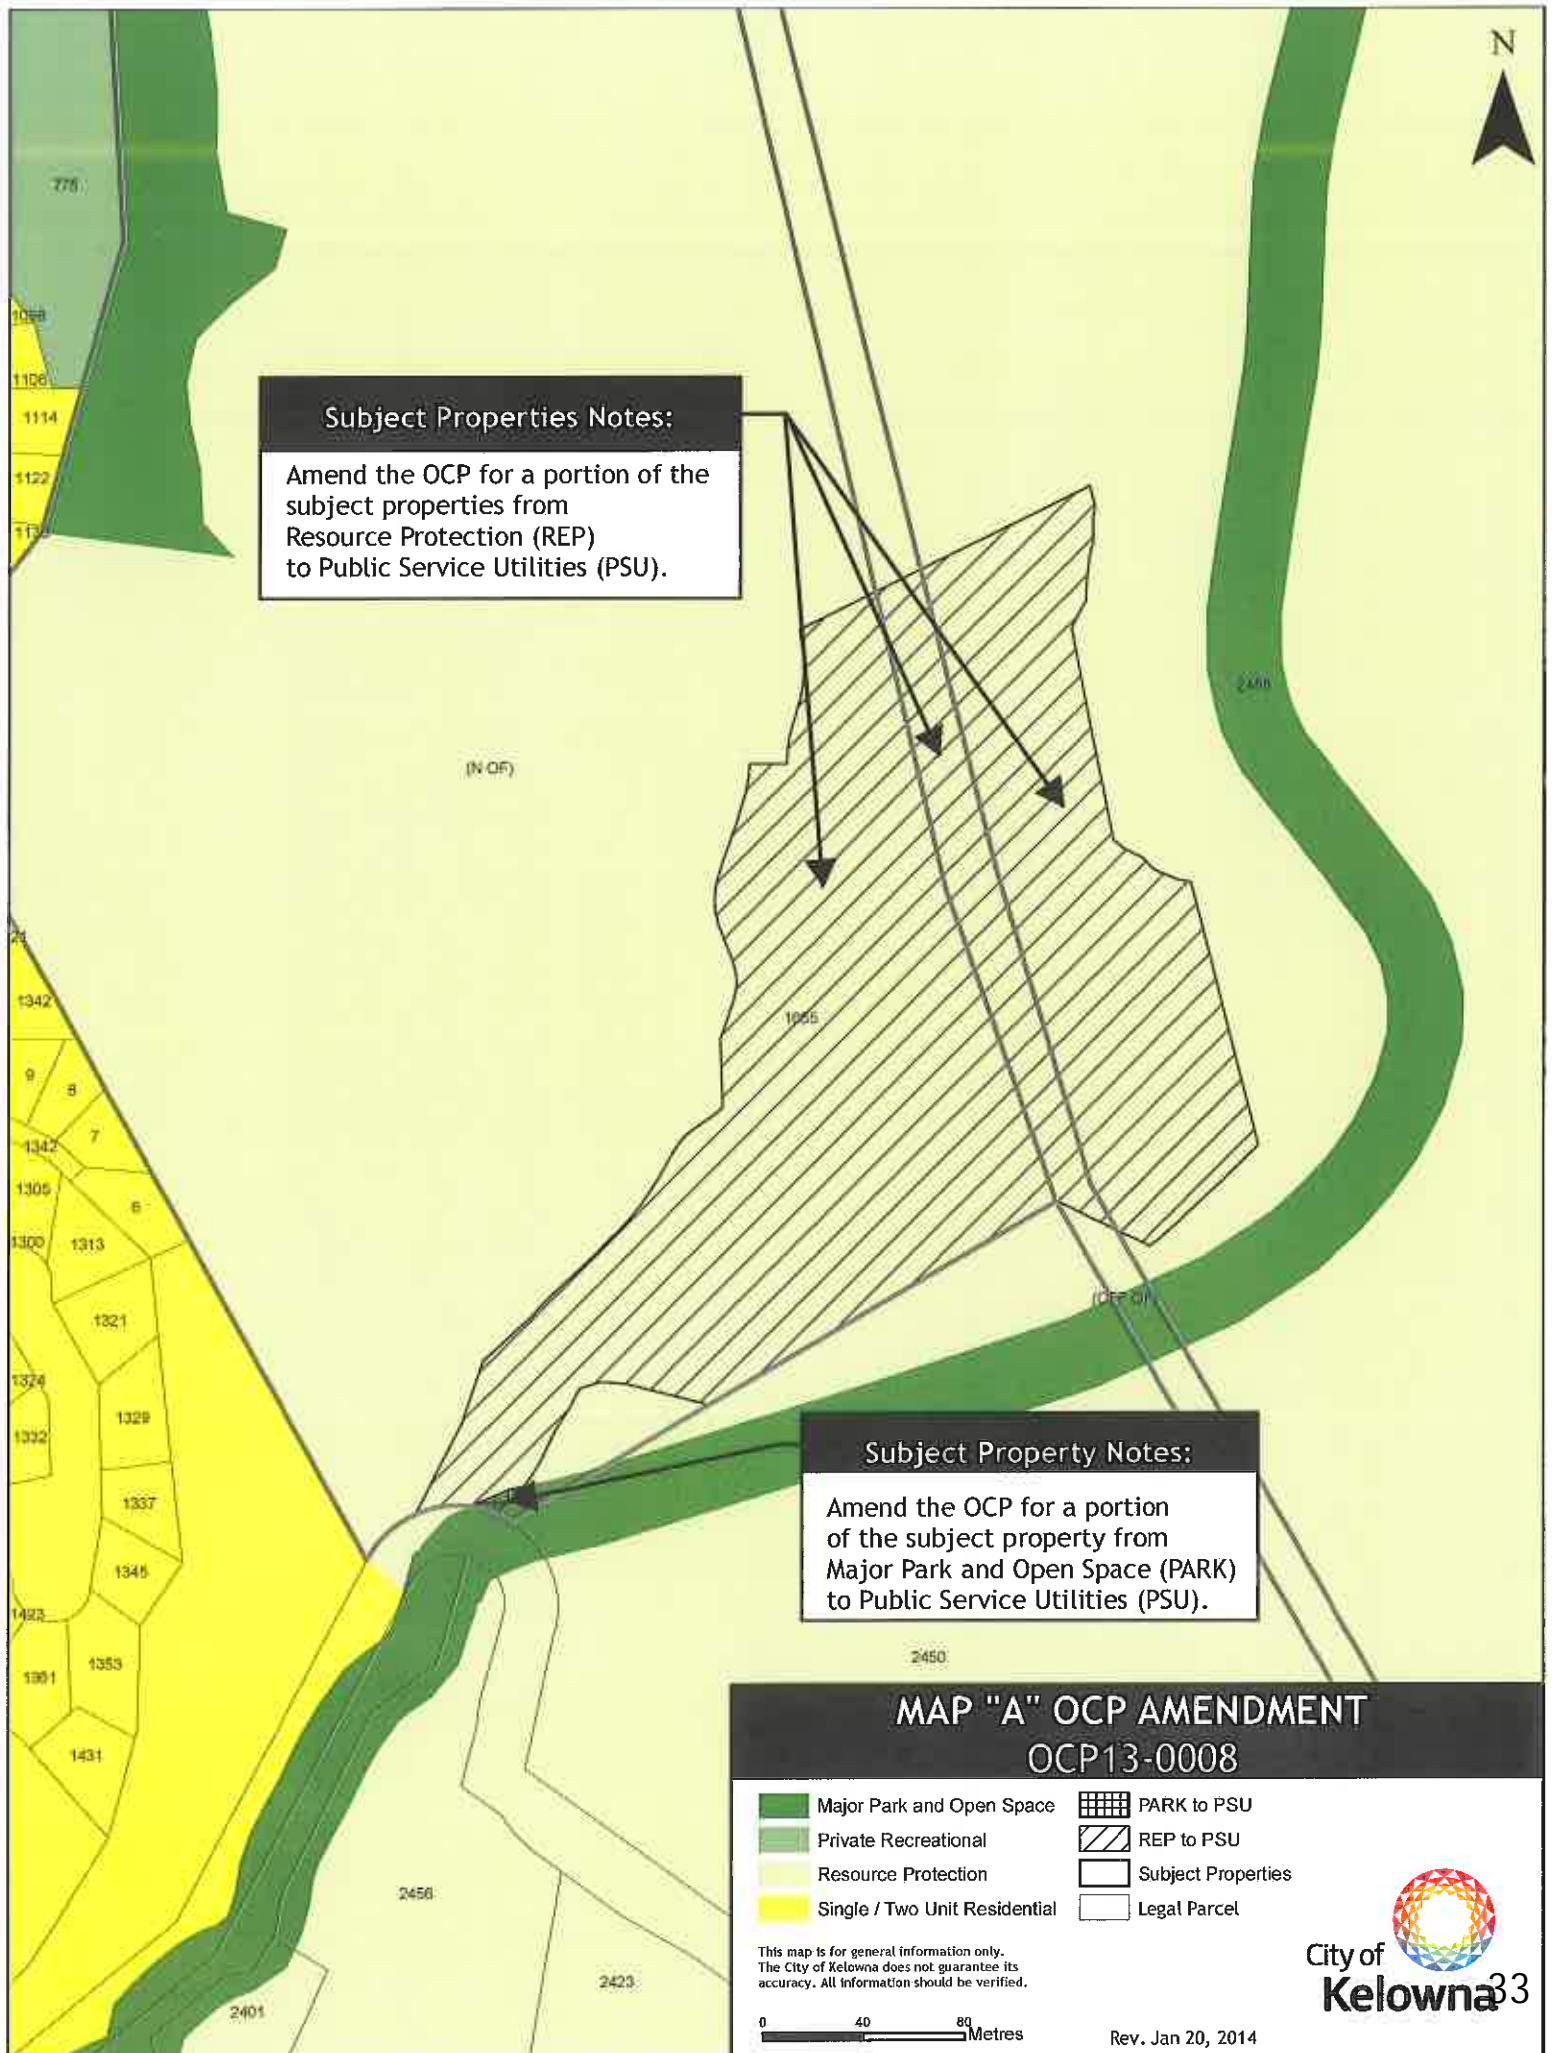 N
778
1098
1106
1114
1122
Subject Properties Notes:
Amend the OCP for a portion of the
subject properties from
Resource Protection (REP)
to Public Service Utilities (PSU).
2488
(N OF)
21
1342
1055
9
8
7
1342
1305
6
1300
1313
1321
1324
1329
1332
1337
1345
1493
1353
1361
1431
Subject Property Notes:
Amend the OCP for a portion
of the subject property from
Major Park and Open Space (PARK)
to Public Service Utilities (PSU).
2450
2456
2423
2401
MAP "A" OCP AMENDMENT
OCP13-0008
Major Park and Open Space
Private Recreational
Resource Protection
Single / Two Unit Residential
PARK to PSU
REP to PSU
Subject Properties
Legal Parcel
This map is for general information only.
The City of Kelowna does not guarantee its
accuracy. All information should be verified.
0 40 80 Metres
Rev. Jan 20, 2014
City of
Kelowna
33